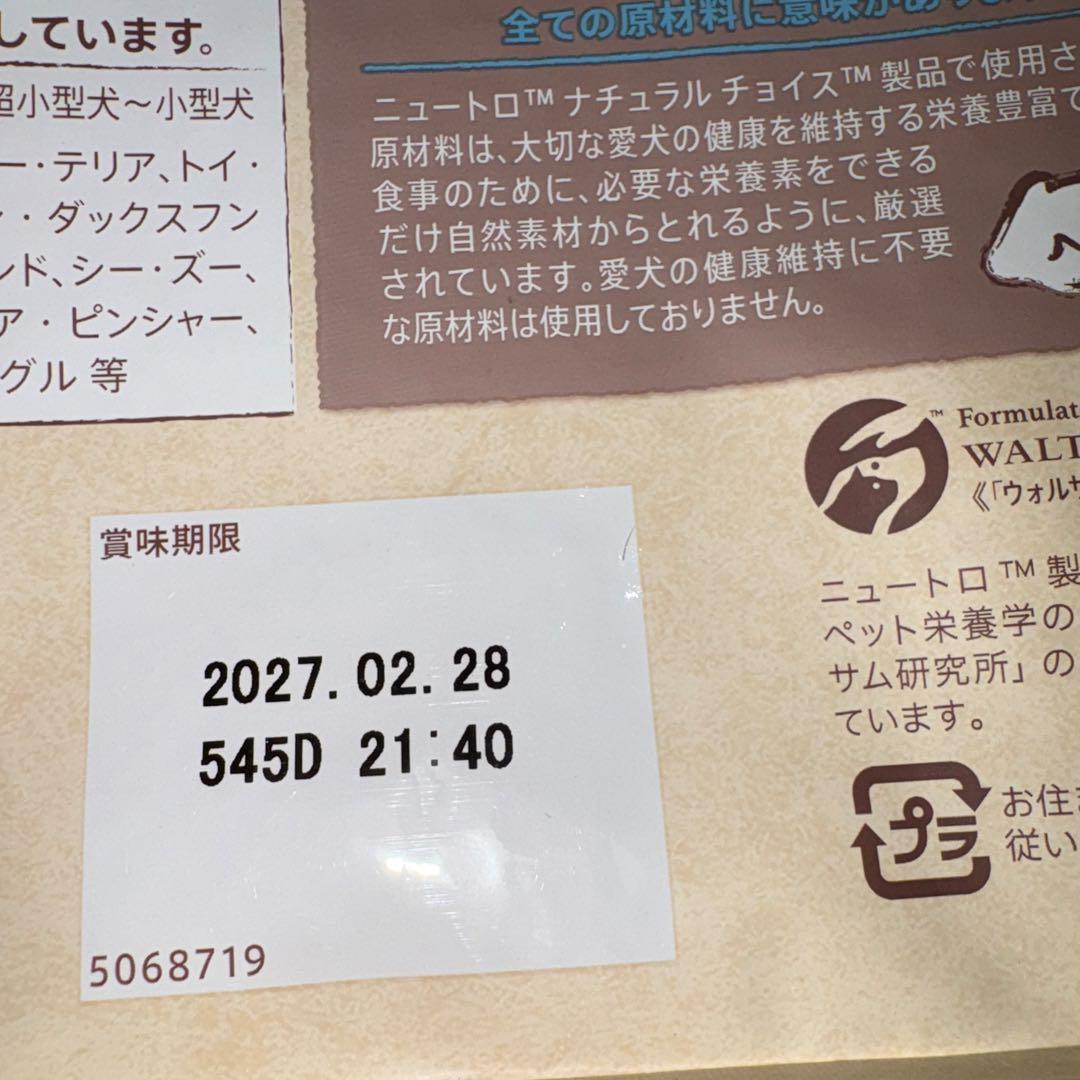 しています。
超小型犬～小型犬
ー・テリア、トイ・
・ダックスフン
ンド、シー・ズー、
ア・ピンシャー、
グル 等
全ての原材料に意味が
ニュートロ™ ナチュラル チョイス™ 製品で使用さ
原材料は、大切な愛犬の健康を維持する栄養豊富で
食事のために、必要な栄養素をできる
だけ自然素材からとれるように、厳選
されています。愛犬の健康維持に不要
な原材料は使用しておりません。
™ Formulat
WALT
《「ウォルサ
ニュートロ™ 製
ペット栄養学の
サム研究所」の
ています。
賞味期限
2027.02.28
545D 21:40
5068719
プラ
お住ま
従い